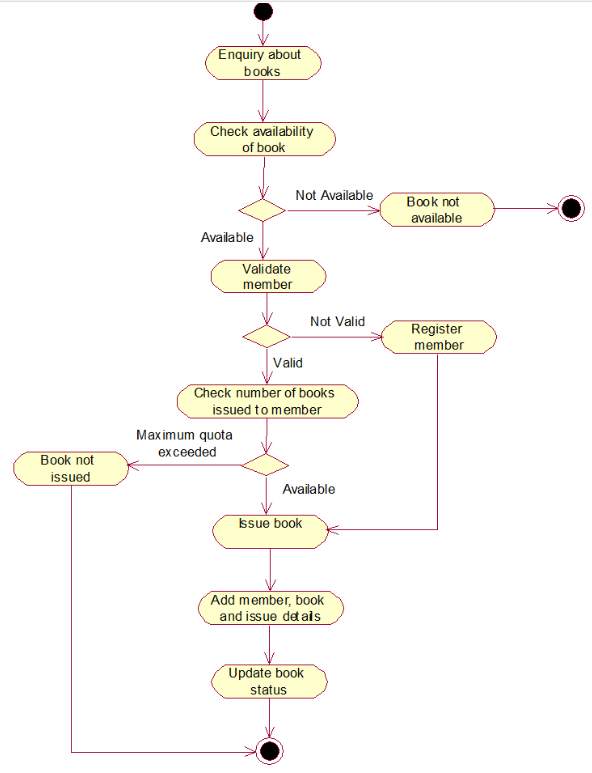 Enquiry about
books
Check availability
of book
Not Available
Book not
available
Available
Validate
member
Not Valid
Register
member
Valid
Check number of books
issued to member
Maximum quota
exceeded
Book not
issued
Available
Issue book
Add member, book
and issue details
Update book
status